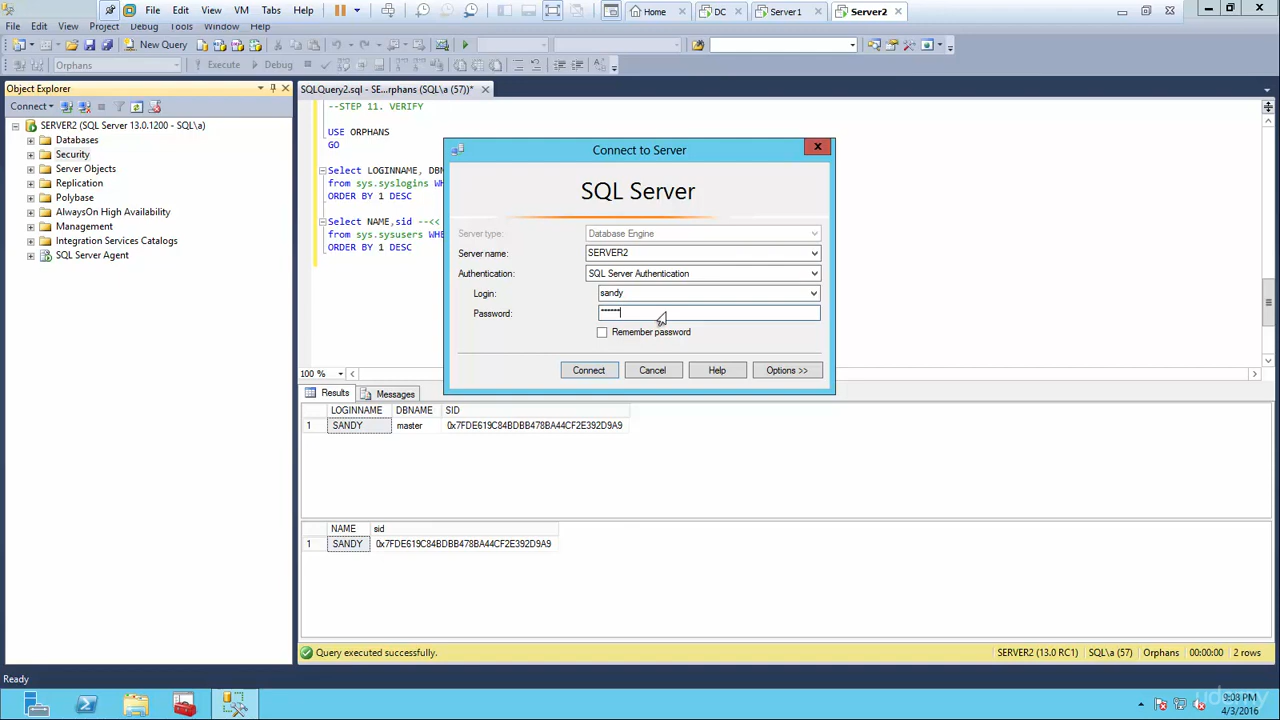 File Edit View VM Tabs Help Home DC Server1 Server2
File Edit View Project Debug Tools Window Help
New Query
Orphans Execute Debug
Object Explorer
Connect
SERVER2 (SQL Server 13.0.1200 - SQL\a)
Databases
Security
Server Objects
Replication
Polybase
AlwaysOn High Availability
Management
Integration Services Catalogs
SQL Server Agent
SQLQuery2.sql - SE...rphans (SQL\a (57))*
--STEP 11. VERIFY
USE ORPHANS
GO
Select LOGINNAME, DBN
from sys.syslogins WH
ORDER BY 1 DESC
Select NAME,sid --<<
from sys.sysusers WHE
ORDER BY 1 DESC
Connect to Server
SQL Server
Server type: Database Engine
Server name: SERVER2
Authentication: SQL Server Authentication
Login: sandy
Password: ******
Remember password
Connect Cancel Help Options >>
100 %
Results Messages
LOGINNAME DBNAME SID
1 SANDY master 0x7FDE619C84BDBB478BA44CF2E392D9A9
NAME sid
1 SANDY 0x7FDE619C84BDBB478BA44CF2E392D9A9
Query executed successfully. SERVER2 (13.0 RC1) SQL\a (57) Orphans 00:00:00 2 rows
Ready
9:03 PM
4/3/2016
udemy